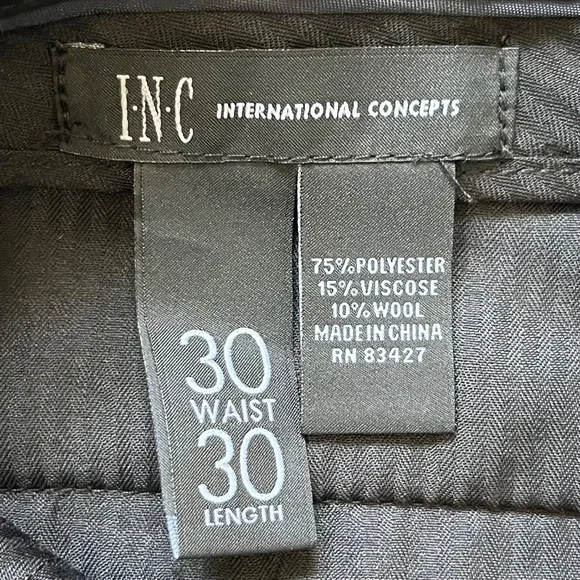 I·N·C INTERNATIONAL CONCEPTS
75% POLYESTER
15% VISCOSE
10% WOOL
MADE IN CHINA
RN 83427
30
WAIST
30
LENGTH